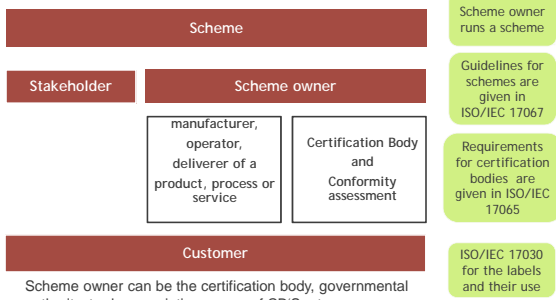 Scheme
Scheme owner
runs a scheme
Stakeholder
Scheme owner
Guidelines for
schemes are
given in
ISO/IEC 17067
manufacturer,
operator,
deliverer of a
product, process or
service
Certification Body
and
Conformity
assessment
Requirements
for certification
bodies are
given in ISO/IEC
17065
Customer
ISO/IEC 17030
for the labels
and their use
Scheme owner can be the certification body, governmental